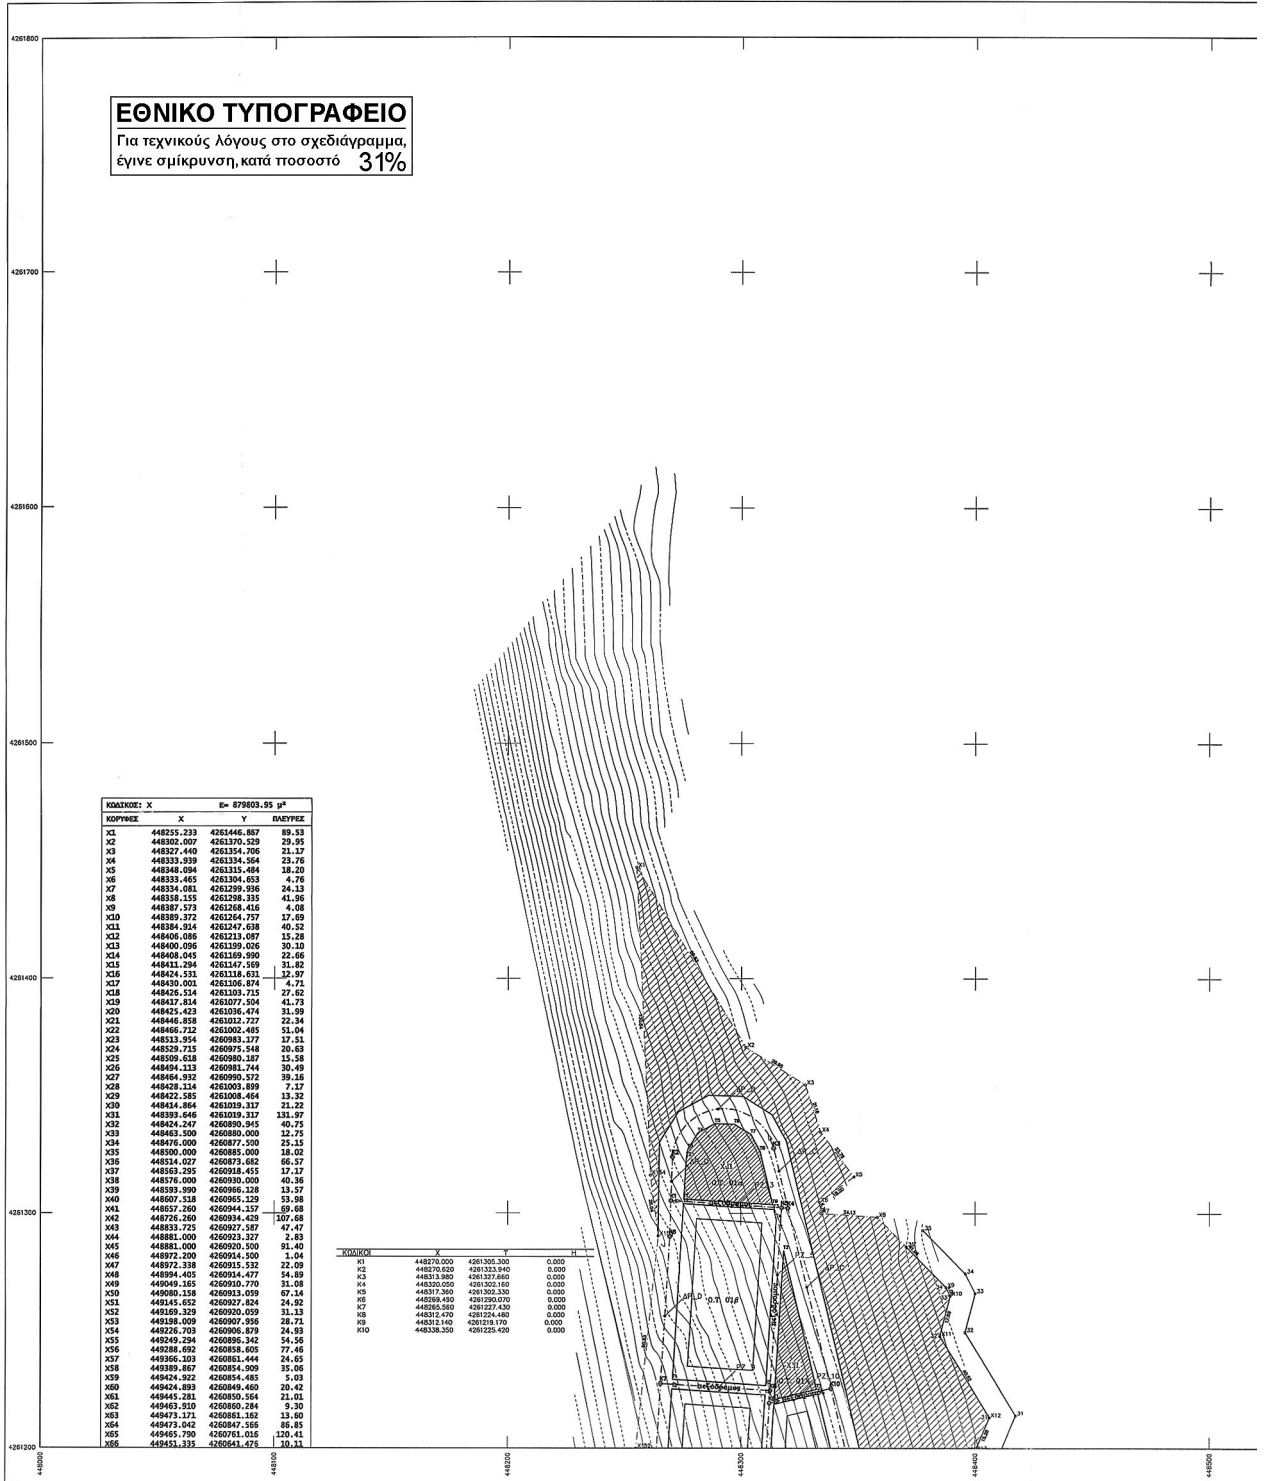 4261800
ΕΘΝΙΚΟ ΤΥΠΟΓΡΑΦΕΙΟ
Για τεχνικούς λόγους στο σχεδιάγραμμα,
έγινε σμίκρυνση, κατά ποσοστό 31%
4261700
4261600
4261500
ΚΩΔΙΚΟΣ: X E= 879803.95 μ²
ΚΟΡΥΦΕΣ X Y ΠΛΕΥΡΕΣ
X1 448255.233 4261446.867 89.53
X2 448302.007 4261370.529 29.95
X3 448327.440 4261354.706 21.17
X4 448333.939 4261334.564 23.76
X5 448348.094 4261315.484 18.20
X6 448333.465 4261304.653 4.76
X7 448334.081 4261299.936 24.13
X8 448358.155 4261298.335 41.96
X9 448387.573 4261268.416 4.08
X10 448389.372 4261264.757 17.69
X11 448384.914 4261247.638 40.52
X12 448406.086 4261213.087 15.28
X13 448400.096 4261199.026 30.10
X14 448408.045 4261169.990 22.66
X15 448411.294 4261147.569 31.82
X16 448424.531 4261118.631 12.97
X17 448430.001 4261106.874 4.71
X18 448426.514 4261103.715 27.62
X19 448417.814 4261077.504 41.73
X20 448425.423 4261036.474 31.99
X21 448446.858 4261012.727 22.34
X22 448466.712 4261002.485 51.04
X23 448513.954 4260983.177 17.51
X24 448529.715 4260975.548 20.63
X25 448509.618 4260980.187 15.58
X26 448494.113 4260981.744 30.49
X27 448464.932 4260990.572 39.16
X28 448428.114 4261003.899 7.17
X29 448422.585 4261008.464 13.32
X30 448414.864 4261019.317 21.22
X31 448393.646 4261019.317 131.97
X32 448424.247 4260890.945 40.75
X33 448463.500 4260880.000 12.75
X34 448476.000 4260877.500 25.15
X35 448500.000 4260885.000 18.02
X36 448514.027 4260873.682 66.57
X37 448563.295 4260918.455 17.17
X38 448576.000 4260930.000 40.36
X39 448593.990 4260966.128 13.57
X40 448607.518 4260965.129 53.98
X41 448657.260 4260944.157 69.68
X42 448726.260 4260934.429 107.68
X43 448833.725 4260927.587 47.47
X44 448881.000 4260923.327 2.83
X45 448881.000 4260920.500 91.40
X46 448972.200 4260914.500 1.04
X47 448972.338 4260915.532 22.09
X48 448994.405 4260914.477 54.89
X49 449049.165 4260910.770 31.08
X50 449080.158 4260913.059 67.14
X51 449145.652 4260927.824 24.92
X52 449169.329 4260920.059 31.13
X53 449198.009 4260907.956 28.71
X54 449226.703 4260906.879 24.93
X55 449249.294 4260896.342 54.56
X56 449288.692 4260858.605 77.46
X57 449366.103 4260861.444 24.65
X58 449389.867 4260854.909 35.06
X59 449424.922 4260854.485 5.03
X60 449424.893 4260849.460 20.42
X61 449445.281 4260850.564 21.01
X62 449463.910 4260860.284 9.30
X63 449473.171 4260861.162 13.60
X64 449473.042 4260847.566 86.85
X65 449465.790 4260761.016 120.41
X66 449451.335 4260641.476 10.11
4261400
4261300
4261200
ΚΩΔΙΚΟΙ X Y H
K1 448270.000 4261305.300 0.000
K2 448270.620 4261323.940 0.000
K3 448313.980 4261327.660 0.000
K4 448320.050 4261302.160 0.000
K5 448317.360 4261302.330 0.000
K6 448269.490 4261290.070 0.000
K7 448265.560 4261227.430 0.000
K8 448312.470 4261224.480 0.000
K9 448312.140 4261219.170 0.000
K10 448338.350 4261225.420 0.000
X1
X2
X3
X4
X5
X7
X8
35
34
33
32
31
X9
X10
X11
X12
24.13
ΔΡ_D
ΔΡ_C
Ο.Τ. 01α
Ο.Τ. 01β
Πεζόδρομος
ΠΖ_3
ΠΖ_10
448000
448100
448200
448300
448400
448500